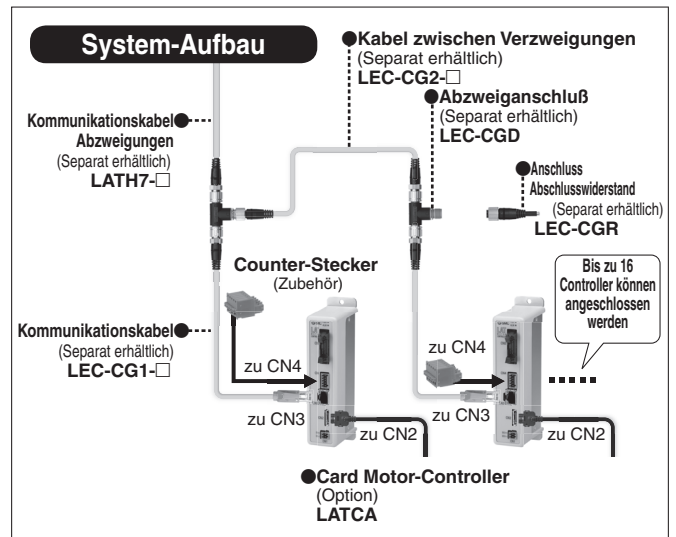 System-Aufbau
●Kabel zwischen Verzweigungen
(Separat erhältlich)
LEC-CG2-□
●Abzweiganschluß
(Separat erhältlich)
LEC-CGD
Kommunikationskabel●
Abzweigungen
(Separat erhältlich)
LATH7-□
●Anschluss
Abschlusswiderstand
(Separat erhältlich)
LEC-CGR
Counter-Stecker
(Zubehör)
Bis zu 16
Controller können
angeschlossen
werden
Kommunikationskabel●
(Separat erhältlich)
LEC-CG1-□
zu CN4
zu CN3
zu CN2
zu CN4
zu CN3
zu CN2
●Card Motor-Controller
(Option)
LATCA